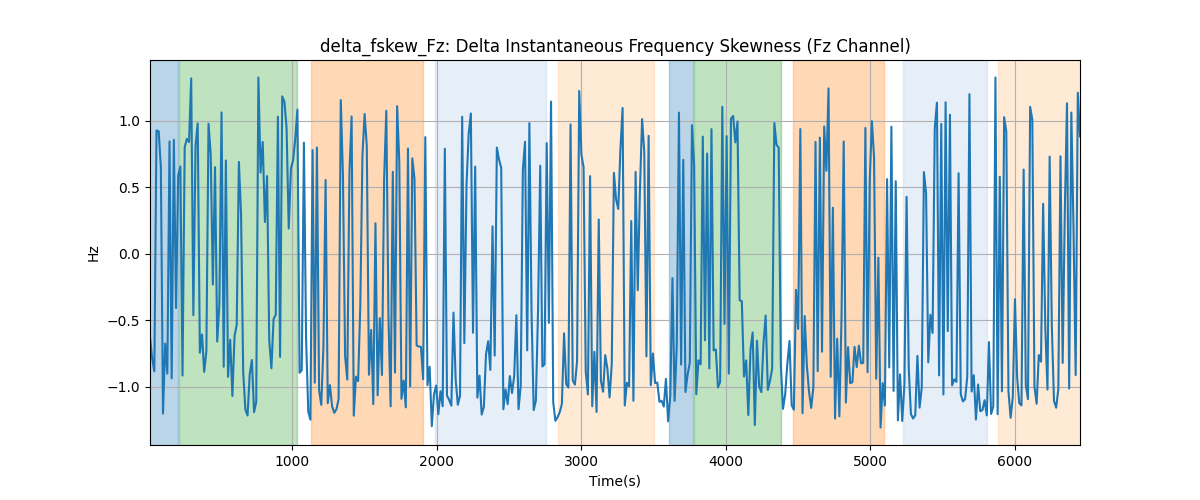 delta_fskew_Fz: Delta Instantaneous Frequency Skewness (Fz Channel)
1.0
0.5
0.0
−0.5
−1.0
Hz
1000 2000 3000 4000 5000 6000
Time(s)